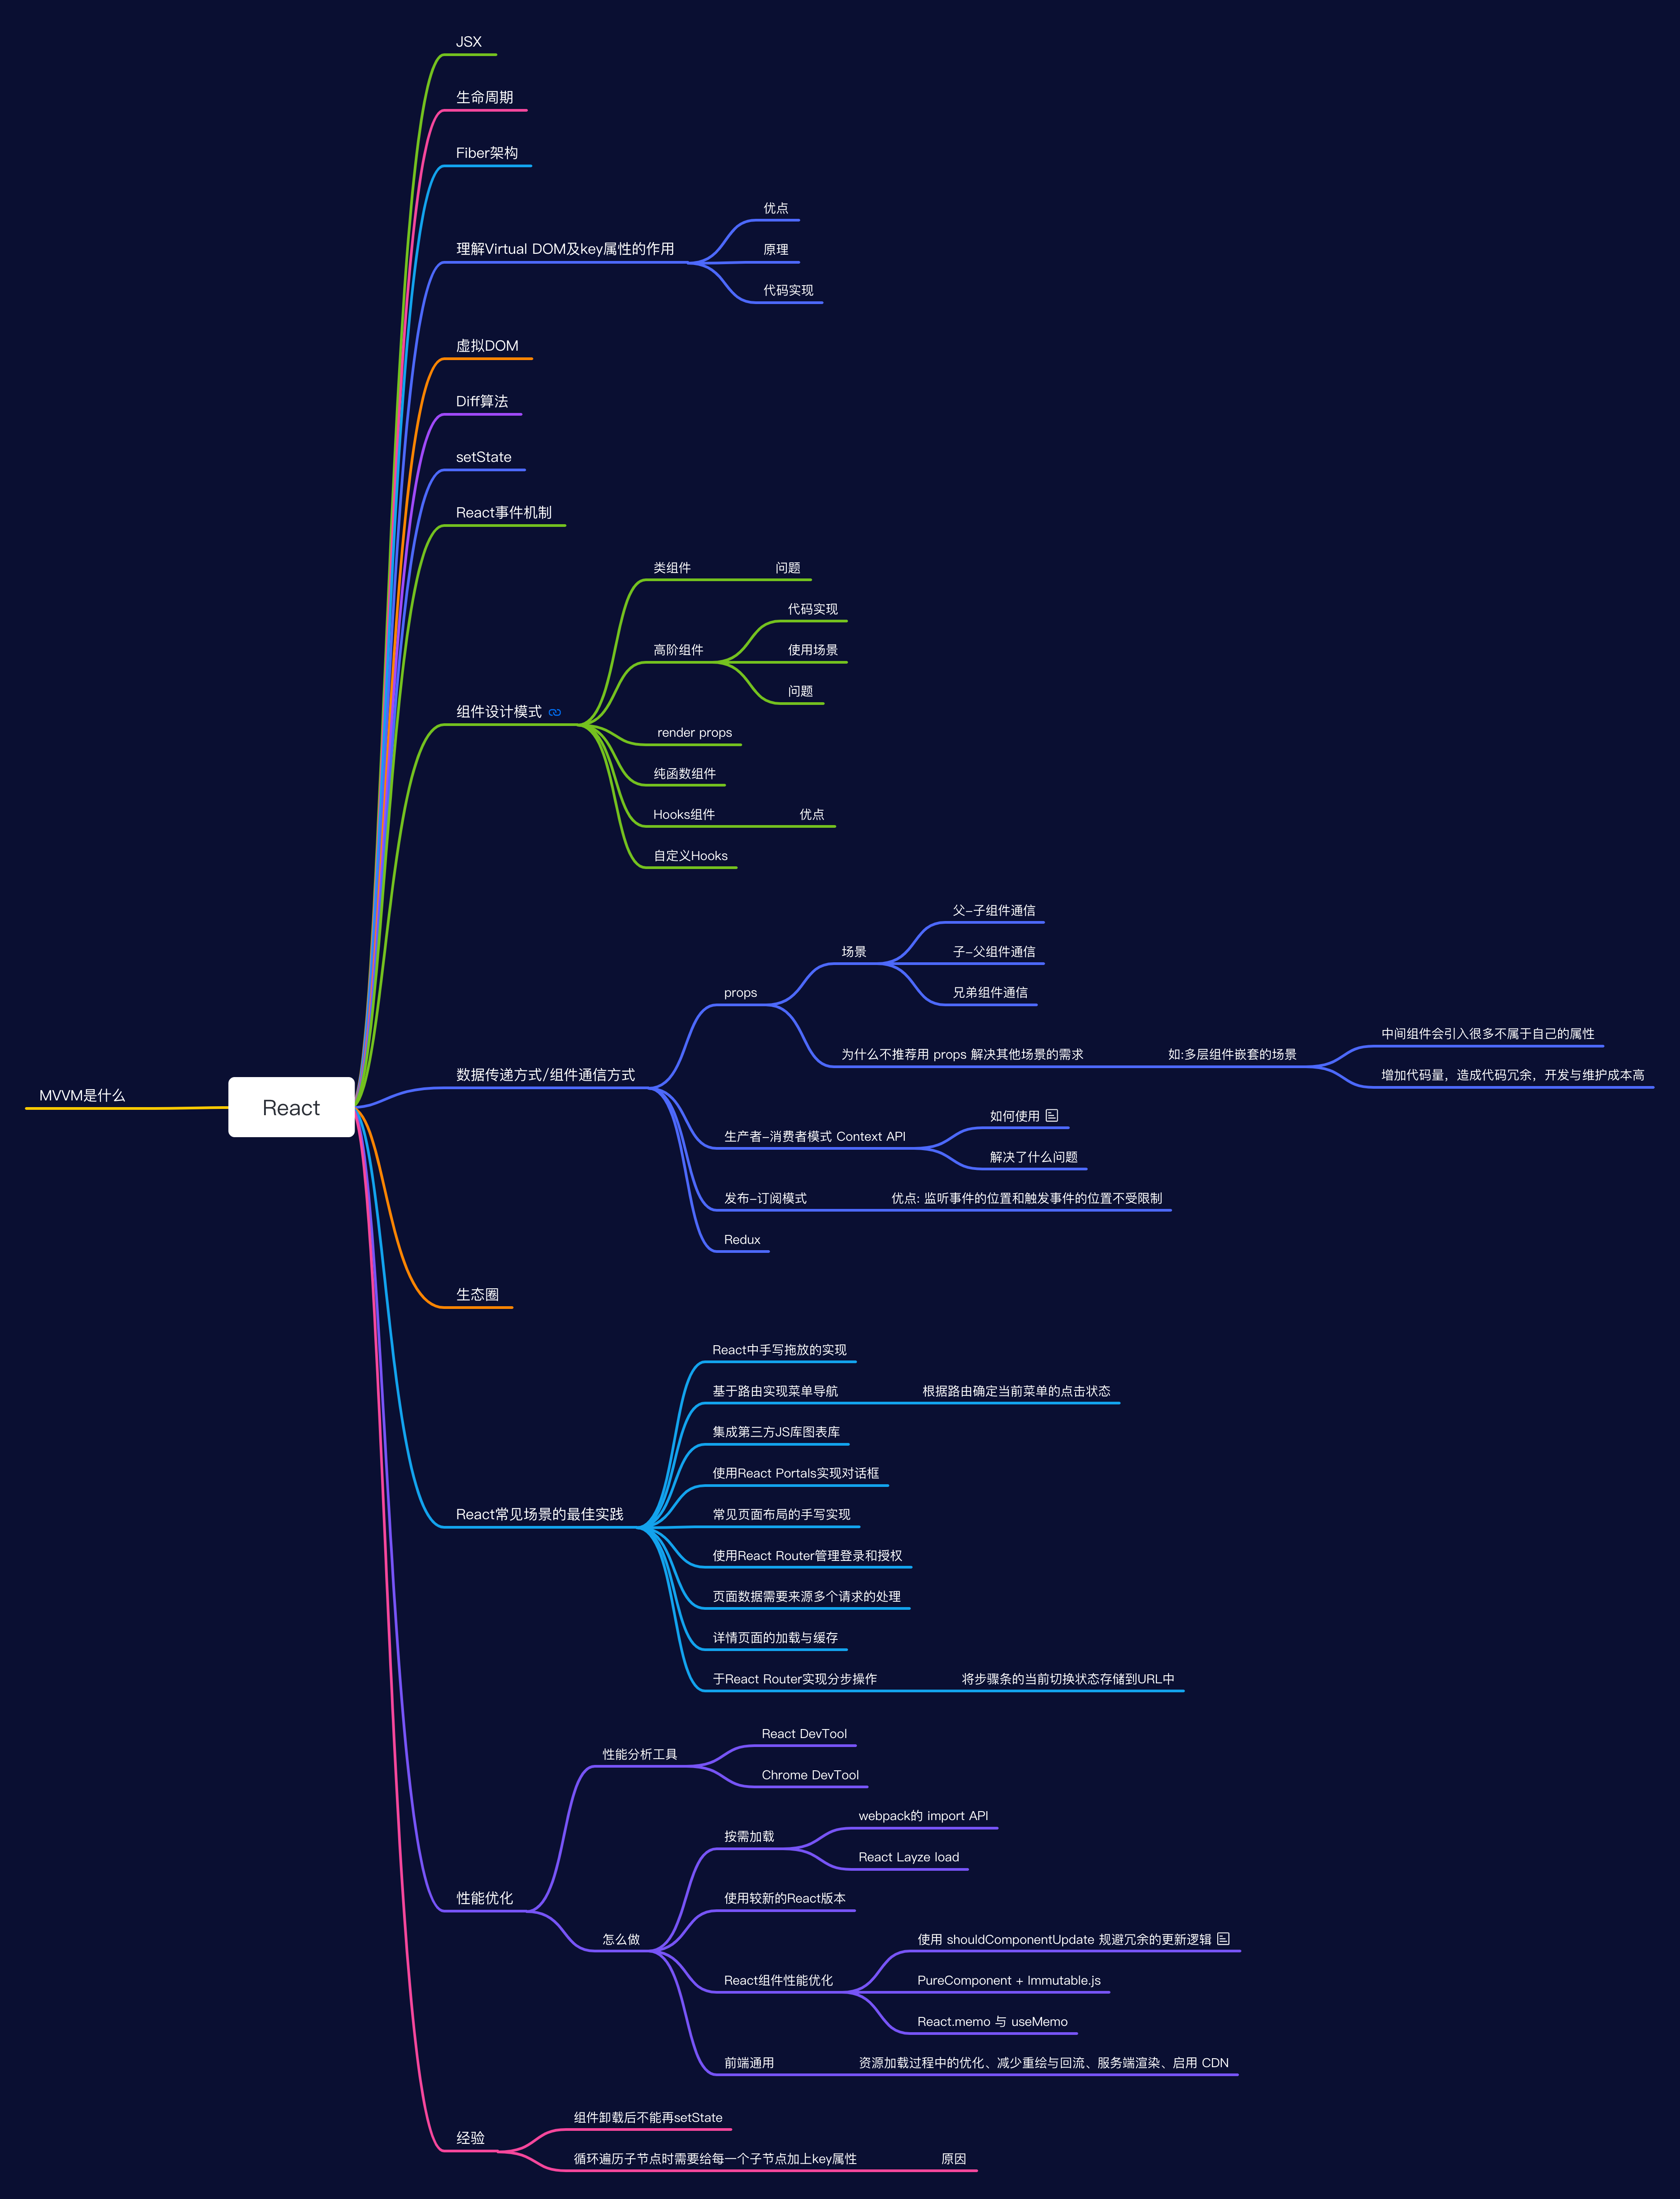 JSX
生命周期
Fiber架构
优点
理解Virtual DOM及key属性的作用
原理
代码实现
虚拟DOM
Diff算法
setState
React事件机制
类组件
问题
代码实现
高阶组件
使用场景
问题
组件设计模式
render props
纯函数组件
Hooks组件
优点
自定义Hooks
父-子组件通信
场景
子-父组件通信
props
兄弟组件通信
中间组件会引入很多不属于自己的属性
为什么不推荐用 props 解决其他场景的需求
如:多层组件嵌套的场景
数据传递方式/组件通信方式
增加代码量，造成代码冗余，开发与维护成本高
MVVM是什么
React
如何使用
生产者-消费者模式 Context API
解决了什么问题
发布-订阅模式
优点: 监听事件的位置和触发事件的位置不受限制
Redux
生态圈
React中手写拖放的实现
基于路由实现菜单导航
根据路由确定当前菜单的点击状态
集成第三方JS库图表库
使用React Portals实现对话框
React常见场景的最佳实践
常见页面布局的手写实现
使用React Router管理登录和授权
页面数据需要来源多个请求的处理
详情页面的加载与缓存
于React Router实现分步操作
将步骤条的当前切换状态存储到URL中
React DevTool
性能分析工具
Chrome DevTool
webpack的 import API
按需加载
React Layze load
性能优化
使用较新的React版本
怎么做
使用 shouldComponentUpdate 规避冗余的更新逻辑
React组件性能优化
PureComponent + Immutable.js
React.memo 与 useMemo
前端通用
资源加载过程中的优化、减少重绘与回流、服务端渲染、启用 CDN
组件卸载后不能再setState
经验
循环遍历子节点时需要给每一个子节点加上key属性
原因